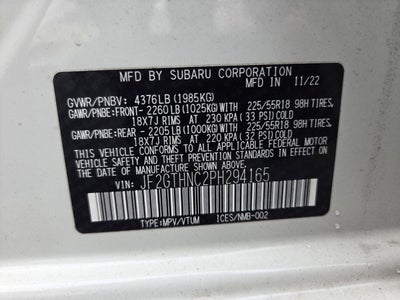 MFD. BY SUBARU CORPORATION
MFD IN 11/22
GVWR/PNBV: 4376LB(1985KG)
GAWR/PNBE:FRONT- 2260LB(1025KG)WITH 225/55R18 98H TIRES,
18X7J RIMS AT 230 KPA (33 PSI) COLD
GAWR/PNBE:REAR - 2205LB(1000KG)WITH 225/55R18 98H TIRES,
18X7J RIMS AT 220 KPA (32 PSI) COLD
THIS VEHICLE CONFORMS TO ALL APPLICABLE FEDERAL MOTOR
VEHICLE SAFETY AND THEFT PREVENTION STANDARDS IN EFFECT ON
THE DATE OF MANUFACTURE SHOWN ABOVE.
VIN: JF2GTHNC2PH294165
TYPE:MPV/VTUM ICES/NMB-002